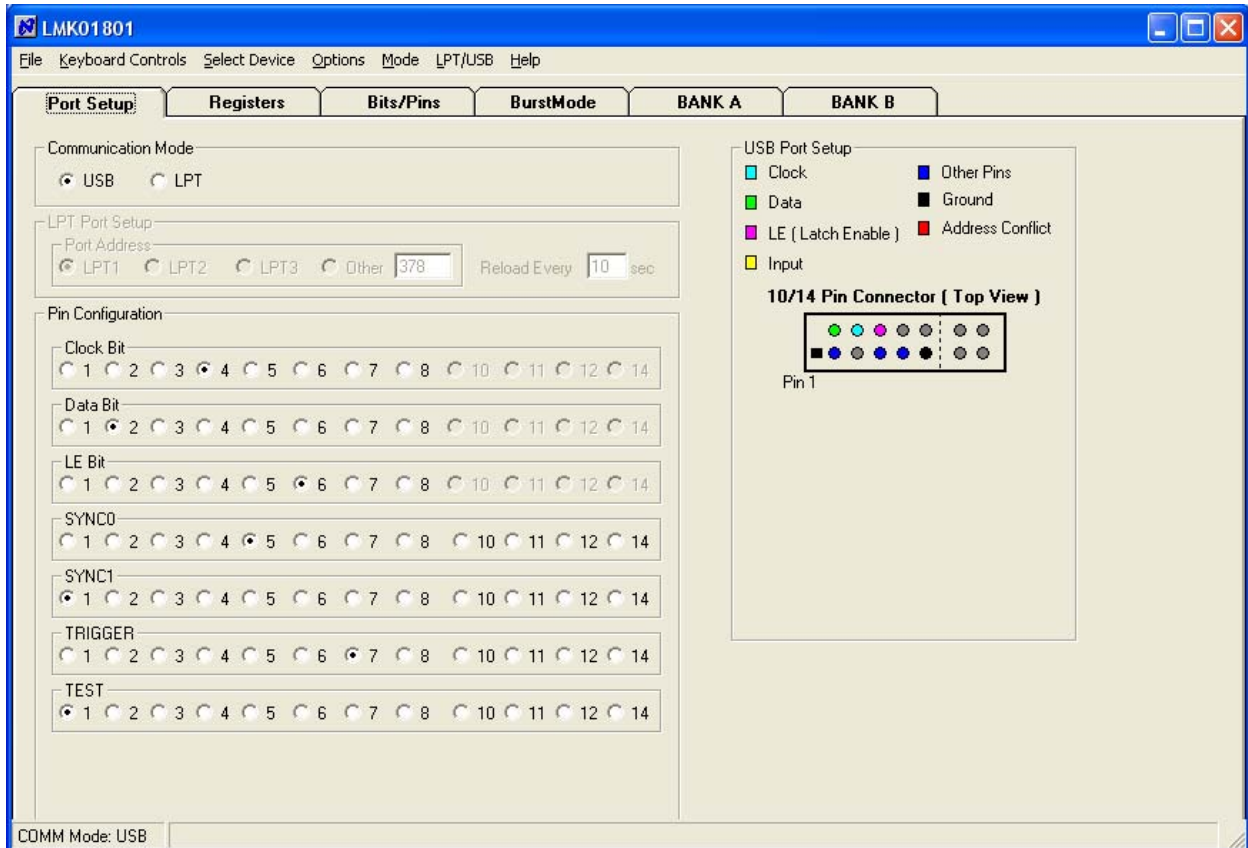 LMK01801
File Keyboard Controls Select Device Options Mode LPT/USB Help
Port Setup Registers Bits/Pins BurstMode BANK A BANK B
Communication Mode
USB LPT
LPT Port Setup
Port Address
LPT1 LPT2 LPT3 Other 378 Reload Every 10 sec
Pin Configuration
Clock Bit
1 2 3 4 5 6 7 8 10 11 12 14
Data Bit
1 2 3 4 5 6 7 8 10 11 12 14
LE Bit
1 2 3 4 5 6 7 8 10 11 12 14
SYNC0
1 2 3 4 5 6 7 8 10 11 12 14
SYNC1
1 2 3 4 5 6 7 8 10 11 12 14
TRIGGER
1 2 3 4 5 6 7 8 10 11 12 14
TEST
1 2 3 4 5 6 7 8 10 11 12 14
USB Port Setup
Clock Other Pins
Data Ground
LE ( Latch Enable ) Address Conflict
Input
10/14 Pin Connector ( Top View )
Pin 1
COMM Mode: USB